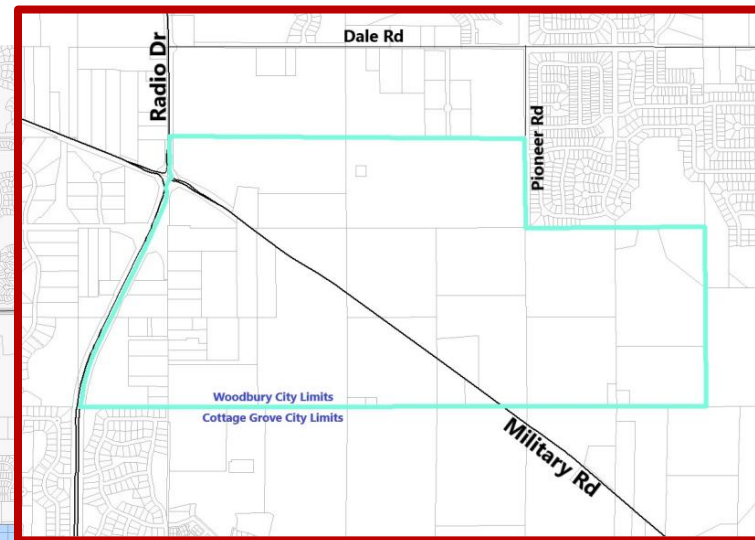 Dale Rd
Radio Dr
Pioneer Rd
Woodbury City Limits
Cottage Grove City Limits
Military Rd